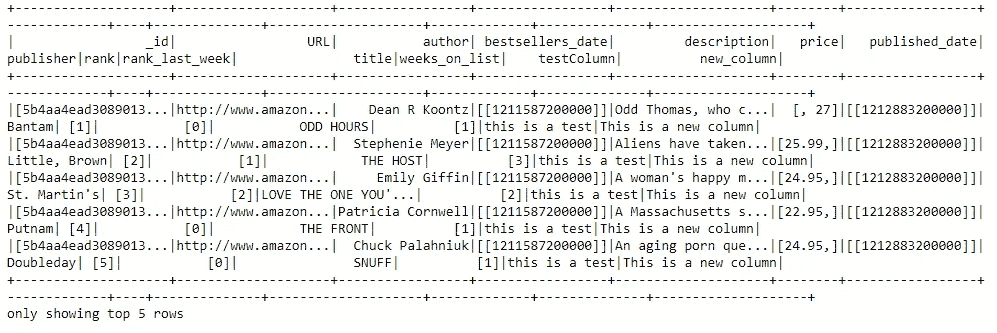 +--------------------+--------------------+-----------------+-----------------+--------------------+--------+-----------------+
-------------+----+--------------+--------------------+-------------+--------------+--------------------+
|                 _id|                 URL|           author| bestsellers_date|         description|   price|   published_date|
publisher|rank|rank_last_week|               title|weeks_on_list|    testColumn|          new_column|
+--------------------+--------------------+-----------------+-----------------+--------------------+--------+-----------------+
-------------+----+--------------+--------------------+-------------+--------------+--------------------+
|[5b4aa4ead3089013...|http://www.amazon...|    Dean R Koontz|[[1211587200000]]|Odd Thomas, who c...|  [, 27]|[[1212883200000]]|
Bantam| [1]|           [0]|           ODD HOURS|          [1]|this is a test|This is a new column|
|[5b4aa4ead3089013...|http://www.amazon...|  Stephenie Meyer|[[1211587200000]]|Aliens have taken...|[25.99,]|[[1212883200000]]|
Little, Brown| [2]|           [1]|            THE HOST|          [3]|this is a test|This is a new column|
|[5b4aa4ead3089013...|http://www.amazon...|     Emily Giffin|[[1211587200000]]|A woman's happy m...|[24.95,]|[[1212883200000]]|
St. Martin's| [3]|           [2]|LOVE THE ONE YOU'...|          [2]|this is a test|This is a new column|
|[5b4aa4ead3089013...|http://www.amazon...|Patricia Cornwell|[[1211587200000]]|A Massachusetts s...|[22.95,]|[[1212883200000]]|
Putnam| [4]|           [0]|           THE FRONT|          [1]|this is a test|This is a new column|
|[5b4aa4ead3089013...|http://www.amazon...|  Chuck Palahniuk|[[1211587200000]]|An aging porn que...|[24.95,]|[[1212883200000]]|
Doubleday| [5]|           [0]|               SNUFF|          [1]|this is a test|This is a new column|
+--------------------+--------------------+-----------------+-----------------+--------------------+--------+-----------------+
-------------+----+--------------+--------------------+-------------+--------------+--------------------+
only showing top 5 rows